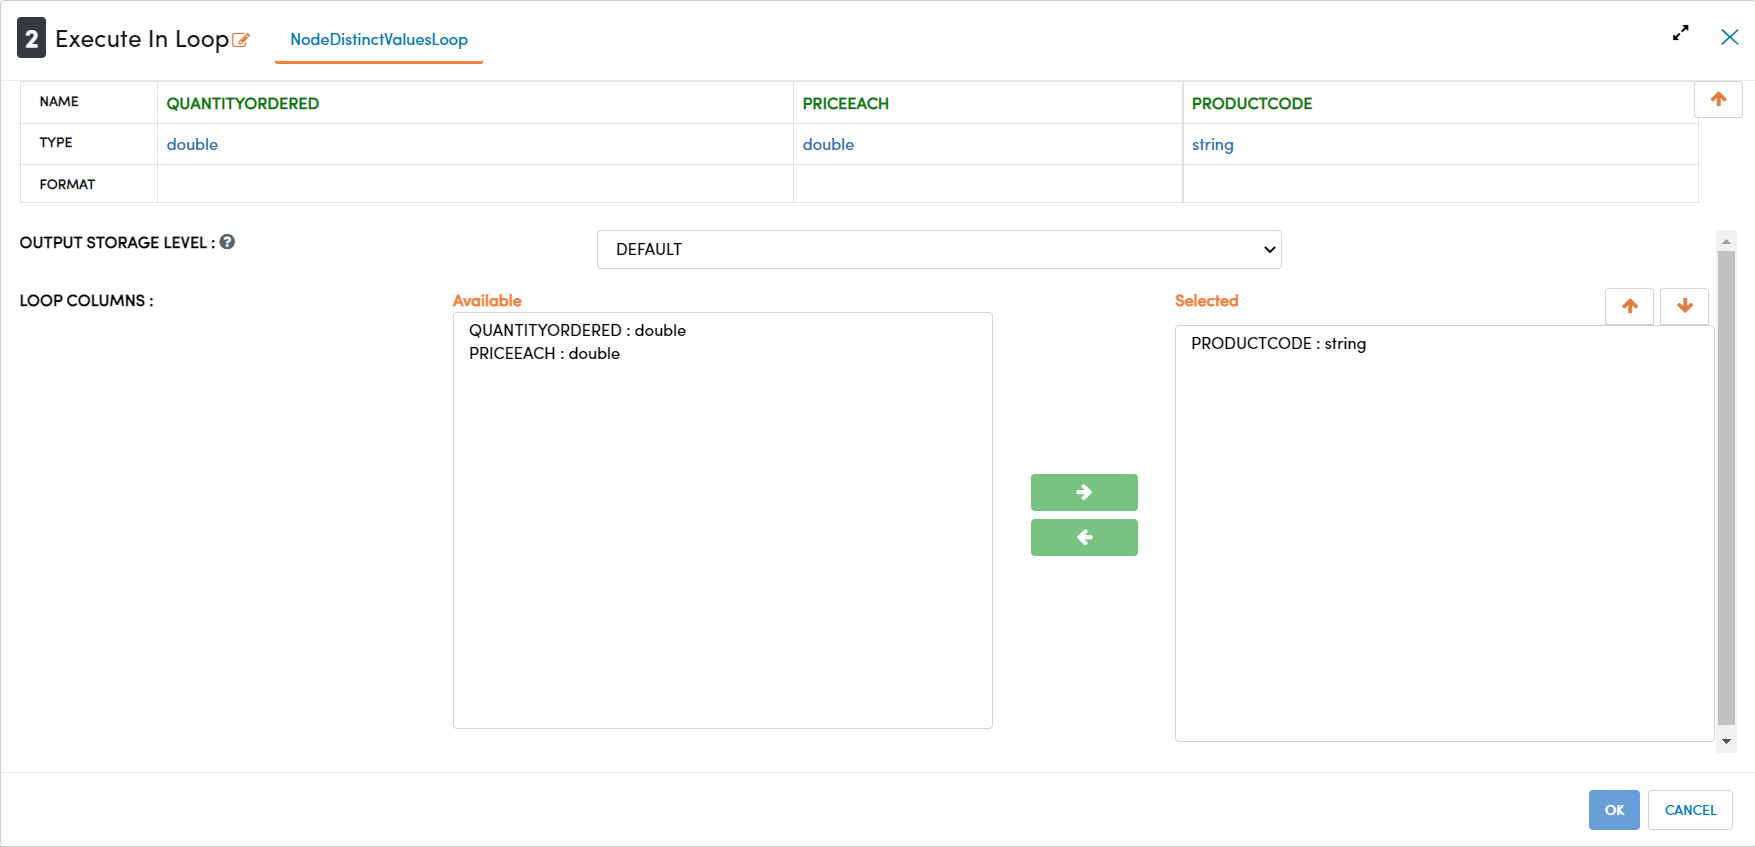 2 Execute In Loop NodeDistinctValuesLoop
NAME QUANTITYORDERED PRICEEACH PRODUCTCODE
TYPE double double string
FORMAT
OUTPUT STORAGE LEVEL : ? DEFAULT
LOOP COLUMNS : Available Selected
QUANTITYORDERED : double
PRICEEACH : double
PRODUCTCODE : string
OK CANCEL